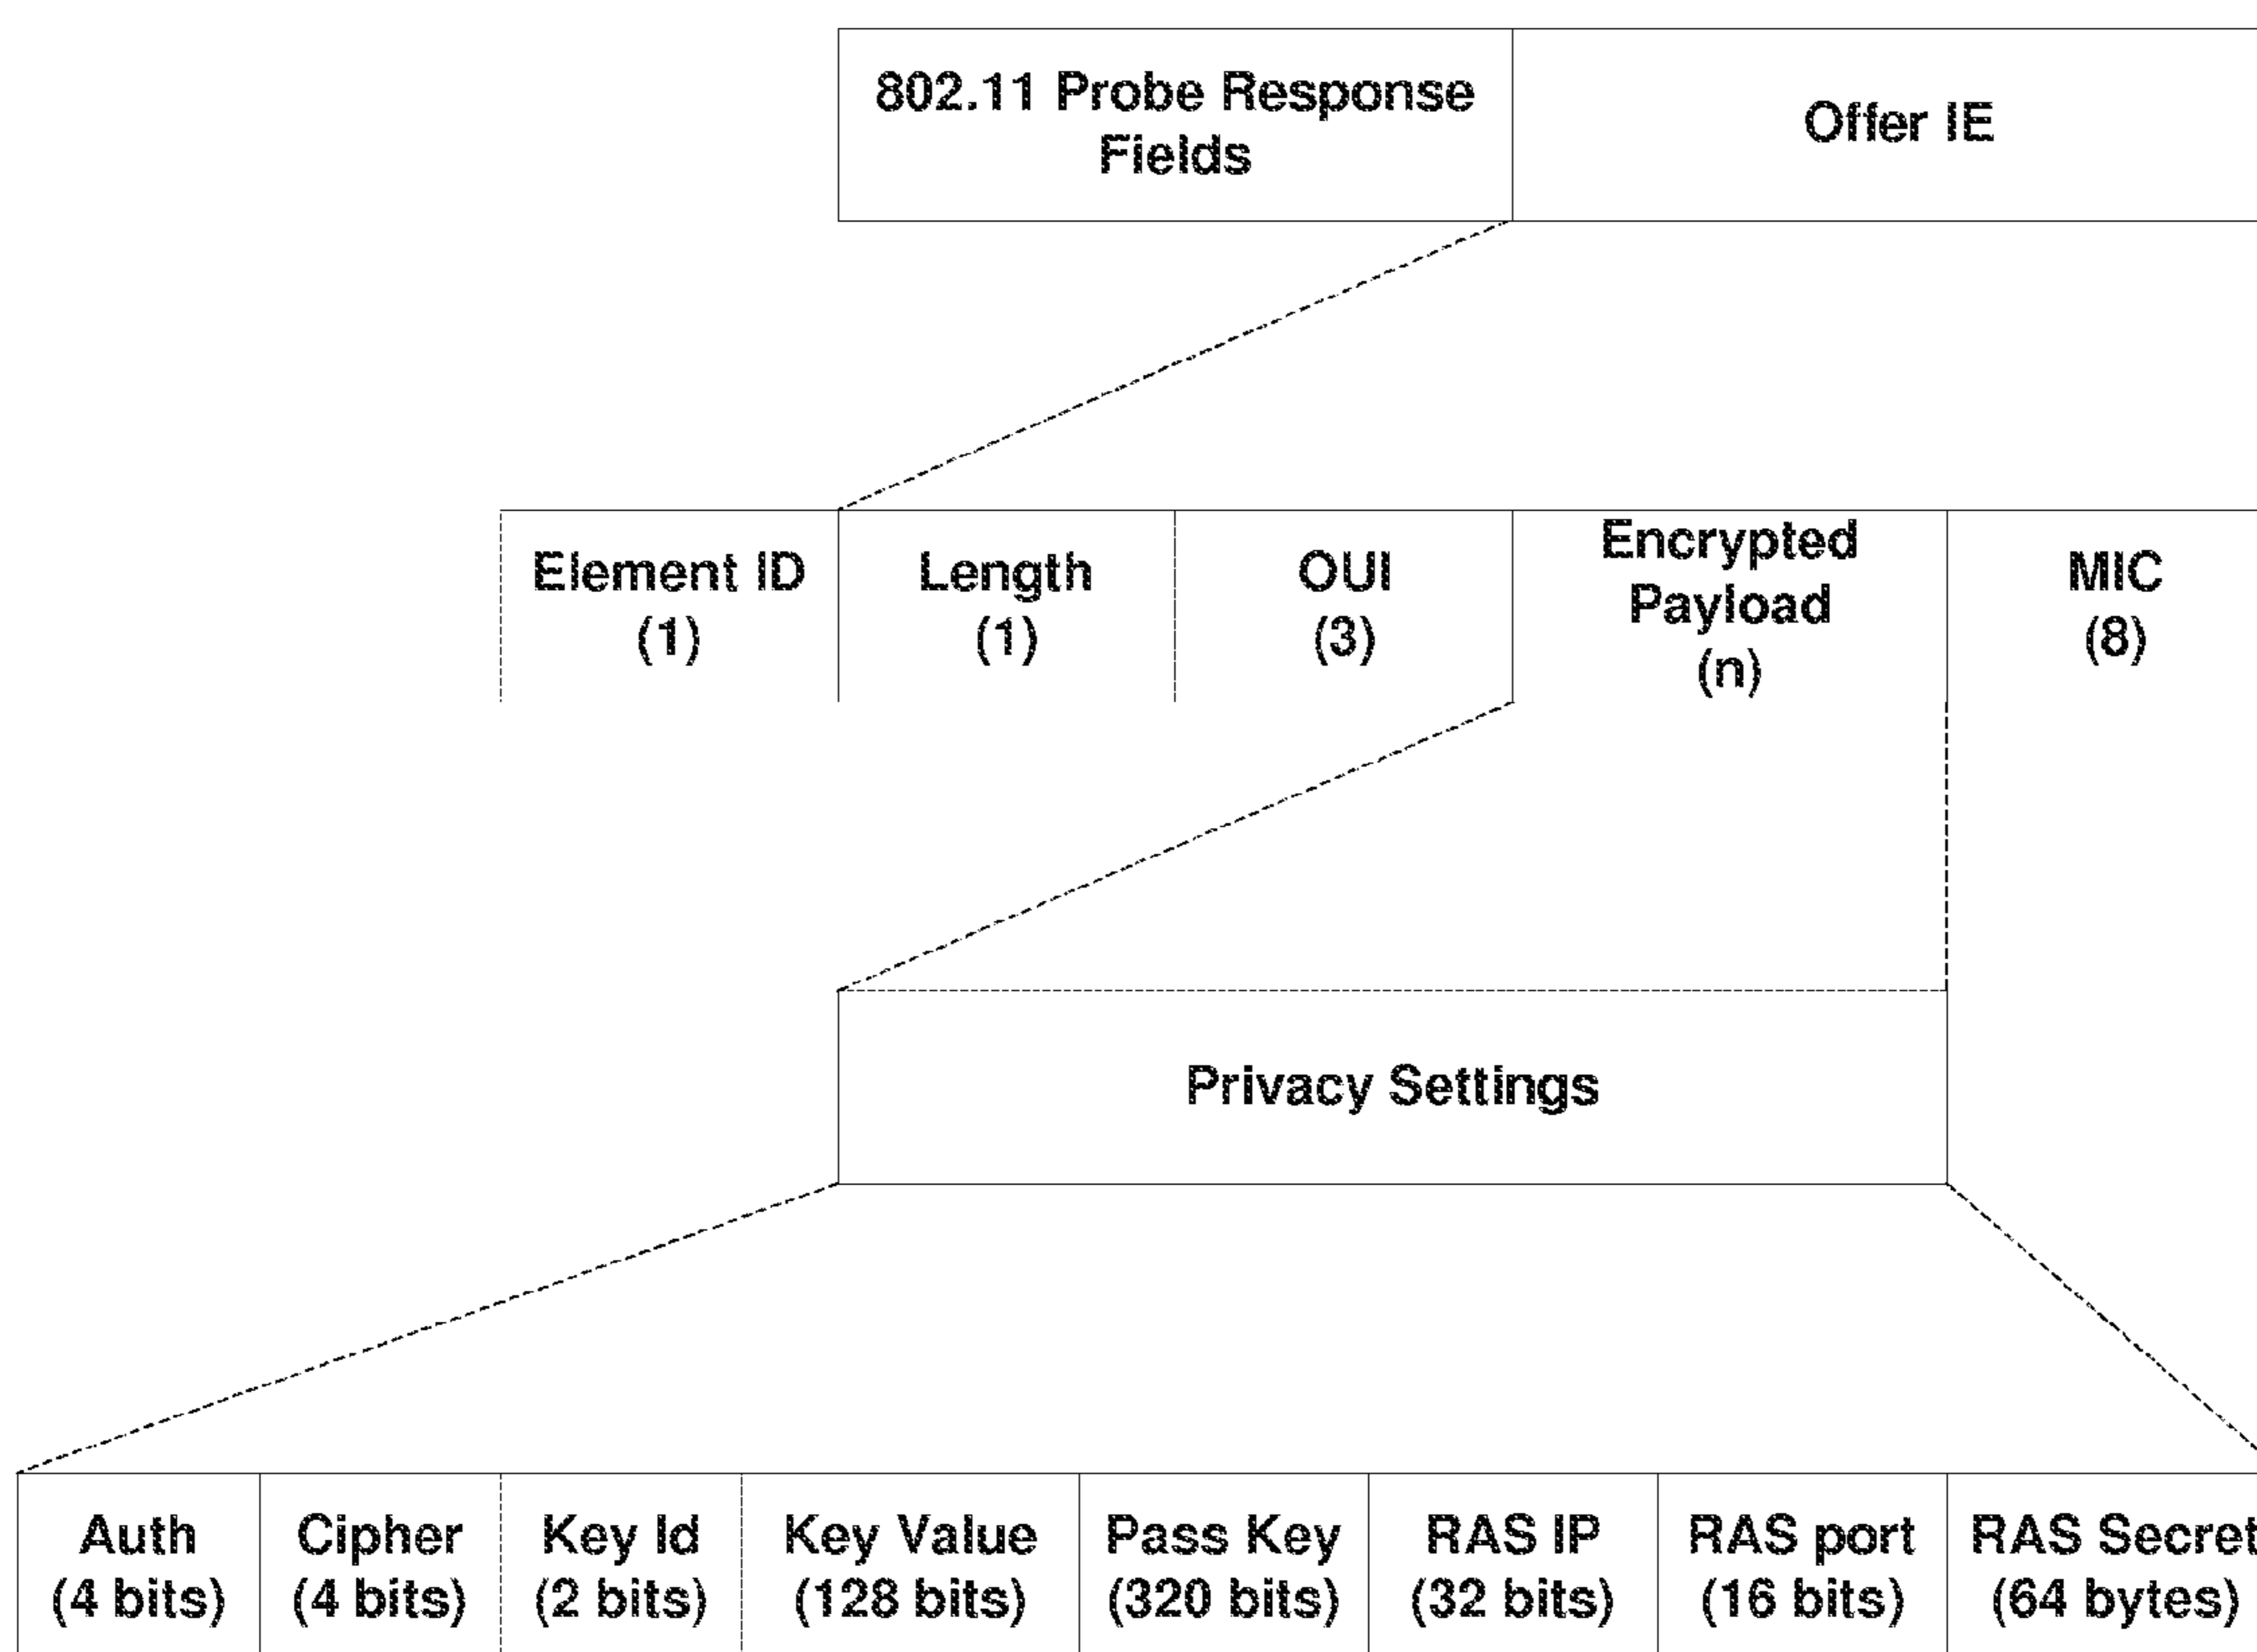 802.11 Probe Response
Fields
Offer IE
Element ID
(1)
Length
(1)
OUI
(3)
Encrypted
Payload
(n)
MIC
(8)
Privacy Settings
Auth
(4 bits)
Cipher
(4 bits)
Key Id
(2 bits)
Key Value
(128 bits)
Pass Key
(320 bits)
RAS IP
(32 bits)
RAS port
(16 bits)
RAS Secret
(64 bytes)